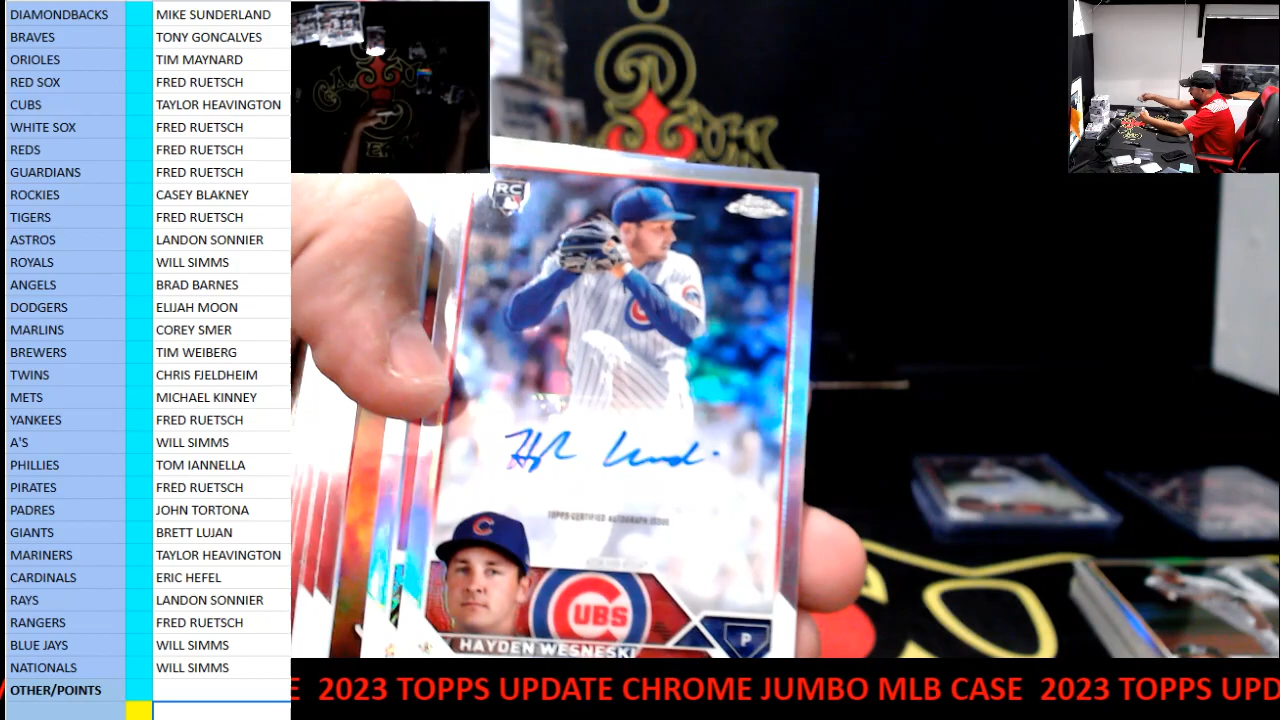 DIAMONDBACKS MIKE SUNDERLAND
BRAVES TONY GONCALVES
ORIOLES TIM MAYNARD
RED SOX FRED RUETSCH
CUBS TAYLOR HEAVINGTON
WHITE SOX FRED RUETSCH
REDS FRED RUETSCH
GUARDIANS FRED RUETSCH
ROCKIES CASEY BLAKNEY
TIGERS FRED RUETSCH
ASTROS LANDON SONNIER
ROYALS WILL SIMMS
ANGELS BRAD BARNES
DODGERS ELIJAH MOON
MARLINS COREY SMER
BREWERS TIM WEIBERG
TWINS CHRIS FJELDHEIM
METS MICHAEL KINNEY
YANKEES FRED RUETSCH
A'S WILL SIMMS
PHILLIES TOM IANNELLA
PIRATES FRED RUETSCH
PADRES JOHN TORTONA
GIANTS BRETT LUJAN
MARINERS TAYLOR HEAVINGTON
CARDINALS ERIC HEFEL
RAYS LANDON SONNIER
RANGERS FRED RUETSCH
BLUE JAYS WILL SIMMS
NATIONALS WILL SIMMS
OTHER/POINTS
RC
Topps Chrome
TOPPS CERTIFIED AUTOGRAPH ISSUE
C
CUBS
P
HAYDEN WESNESKI
E 2023 TOPPS UPDATE CHROME JUMBO MLB CASE 2023 TOPPS UPD